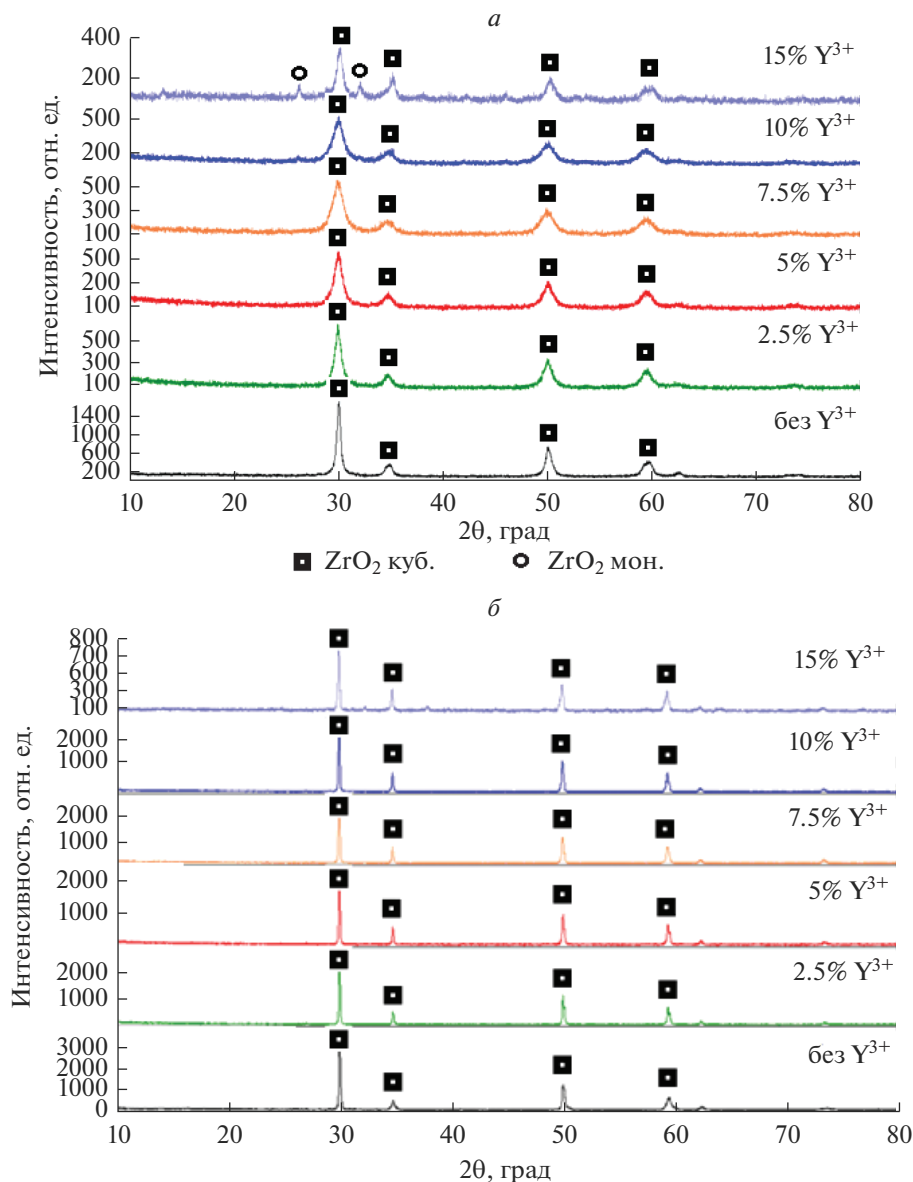 а
Интенсивность, отн. ед.
400
200
15% Y³⁺
500
200
10% Y³⁺
500
300
100
7.5% Y³⁺
500
200
100
5% Y³⁺
500
300
100
2.5% Y³⁺
1400
1000
600
200
без Y³⁺
10 20 30 40 50 60 70 80
2θ, град
ZrO₂ куб. ZrO₂ мон.
б
Интенсивность, отн. ед.
800
700
600
300
100
15% Y³⁺
2000
1000
10% Y³⁺
2000
1000
7.5% Y³⁺
2000
1000
5% Y³⁺
2000
1000
2.5% Y³⁺
3000
2000
1000
0
без Y³⁺
10 20 30 40 50 60 70 80
2θ, град